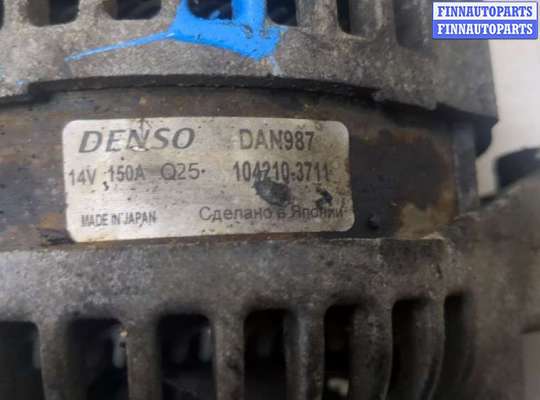 FINNAUTOPARTS
FINNAUTOPARTS
DENSO DAN987
14V 150A Q25 104210-3711
MADE IN JAPAN Сделано в Японии